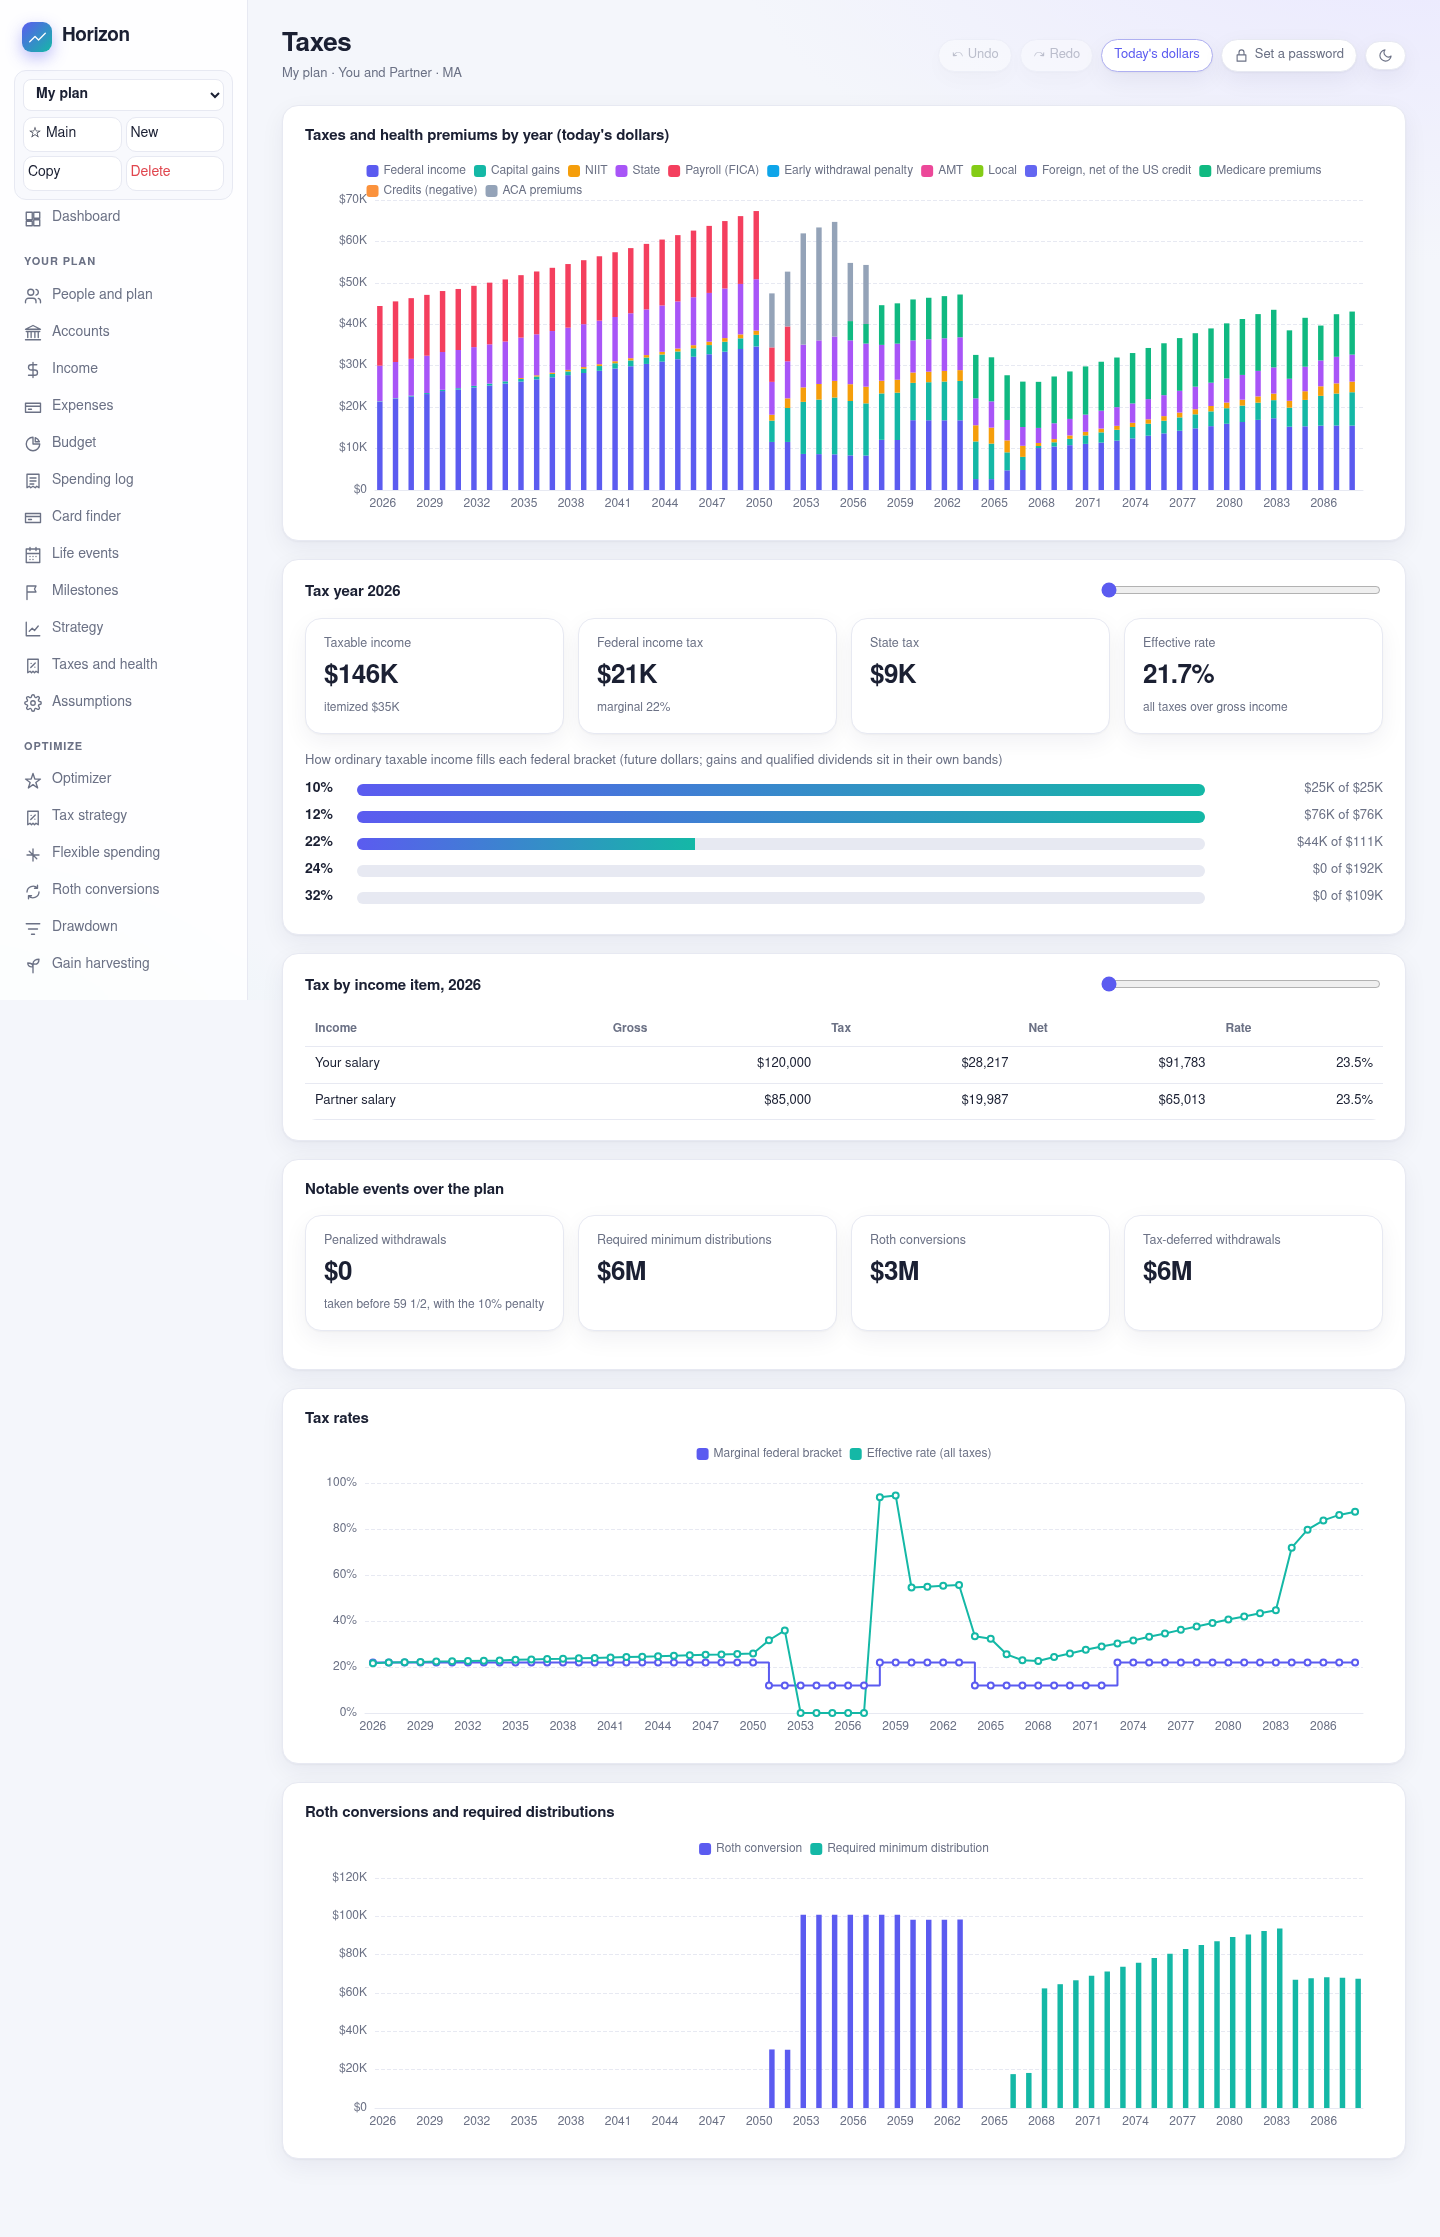 Horizon
My plan
☆ Main
New
Copy
Delete
Dashboard
YOUR PLAN
People and plan
Accounts
Income
Expenses
Budget
Spending log
Card finder
Life events
Milestones
Strategy
Taxes and health
Assumptions
OPTIMIZE
Optimizer
Tax strategy
Flexible spending
Roth conversions
Drawdown
Gain harvesting
Taxes
My plan · You and Partner · MA
Undo
Redo
Today's dollars
Set a password
Taxes and health premiums by year (today's dollars)
Federal income Capital gains NIIT State Payroll (FICA) Early withdrawal penalty AMT Local Foreign, net of the US credit Medicare premiums
Credits (negative) ACA premiums
$70K
$60K
$50K
$40K
$30K
$20K
$10K
$0
2026 2029 2032 2035 2038 2041 2044 2047 2050 2053 2056 2059 2062 2065 2068 2071 2074 2077 2080 2083 2086
Tax year 2026
Taxable income
$146K
itemized $35K
Federal income tax
$21K
marginal 22%
State tax
$9K
Effective rate
21.7%
all taxes over gross income
How ordinary taxable income fills each federal bracket (future dollars; gains and qualified dividends sit in their own bands)
10% $25K of $25K
12% $76K of $76K
22% $44K of $111K
24% $0 of $192K
32% $0 of $109K
Tax by income item, 2026
Income Gross Tax Net Rate
Your salary $120,000 $28,217 $91,783 23.5%
Partner salary $85,000 $19,987 $65,013 23.5%
Notable events over the plan
Penalized withdrawals
$0
taken before 59 1/2, with the 10% penalty
Required minimum distributions
$6M
Roth conversions
$3M
Tax-deferred withdrawals
$6M
Tax rates
Marginal federal bracket Effective rate (all taxes)
100%
80%
60%
40%
20%
0%
2026 2029 2032 2035 2038 2041 2044 2047 2050 2053 2056 2059 2062 2065 2068 2071 2074 2077 2080 2083 2086
Roth conversions and required distributions
Roth conversion Required minimum distribution
$120K
$100K
$80K
$60K
$40K
$20K
$0
2026 2029 2032 2035 2038 2041 2044 2047 2050 2053 2056 2059 2062 2065 2068 2071 2074 2077 2080 2083 2086